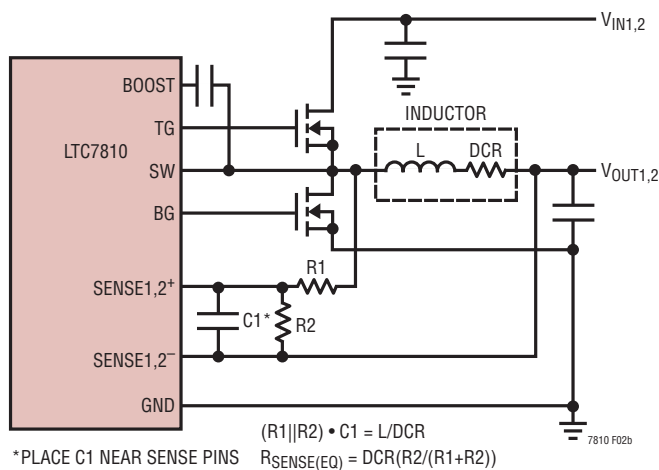 V_IN1,2
BOOST
INDUCTOR
TG
L DCR
LTC7810
SW
V_OUT1,2
BG
R1
SENSE1,2⁺
C1* R2
SENSE1,2⁻
GND
(R1||R2) • C1 = L/DCR
7810 F02b
*PLACE C1 NEAR SENSE PINS R_SENSE(EQ) = DCR(R2/(R1+R2))